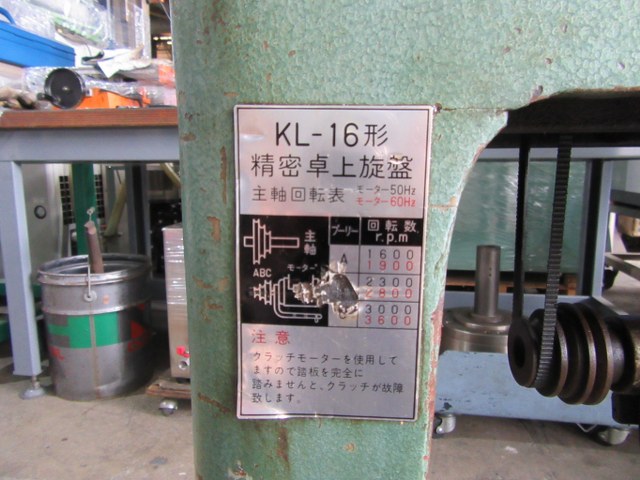 KL-16形
精密卓上旋盤
主軸回転表 モーター50Hz
モーター60Hz
主軸
プーリー
回転数
r.p.m
ABC
モーター
A
1600
1900
2300
2800
3000
3600
注意
クラッチモーターを使用して
ますので踏板を完全に
踏みませんと、クラッチが故障
致します。